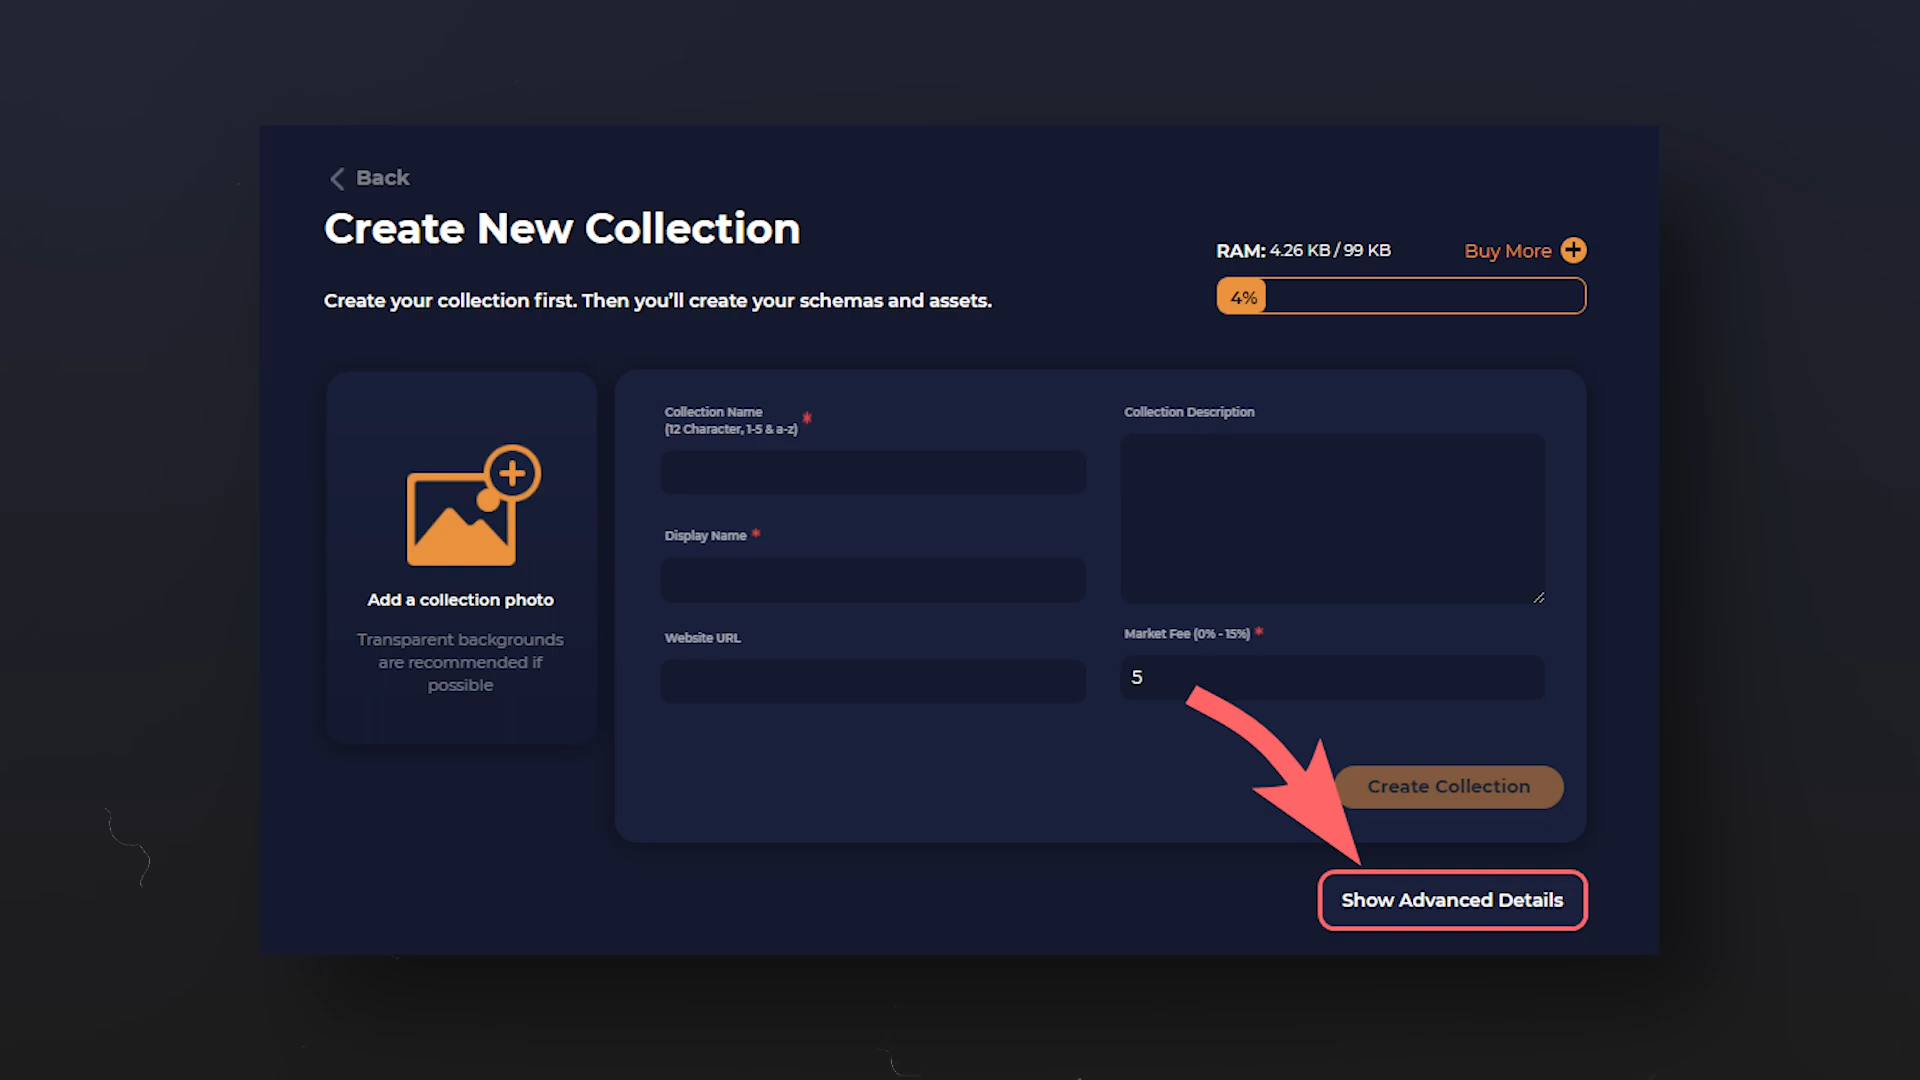 Back
Create New Collection
Create your collection first. Then you'll create your schemas and assets.
RAM: 4.26 KB / 99 KB
Buy More
4%
Add a collection photo
Transparent backgrounds
are recommended if
possible
Collection Name
(12 Character, 1-5 & a-z) *
Display Name *
Website URL
Collection Description
Market Fee (0% - 15%) *
5
Create Collection
Show Advanced Details